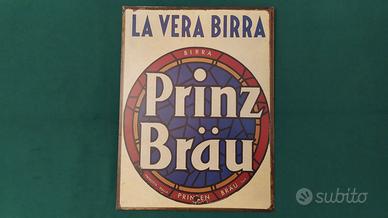 LA VERA BIRRA
BIRRA
Prinz
Bräu
PRINZEN BRÄU
subito